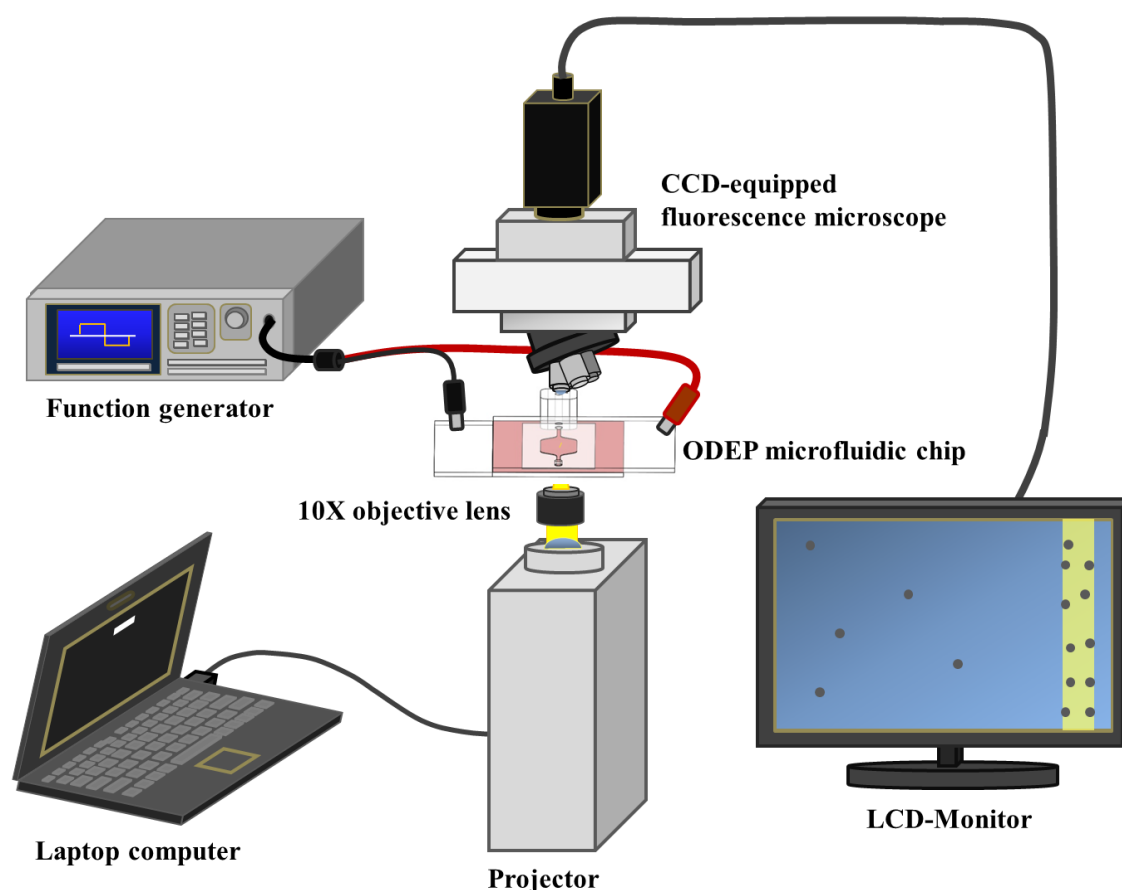 CCD-equipped
fluorescence microscope
Function generator
ODEP microfluidic chip
10X objective lens
LCD-Monitor
Laptop computer
Projector